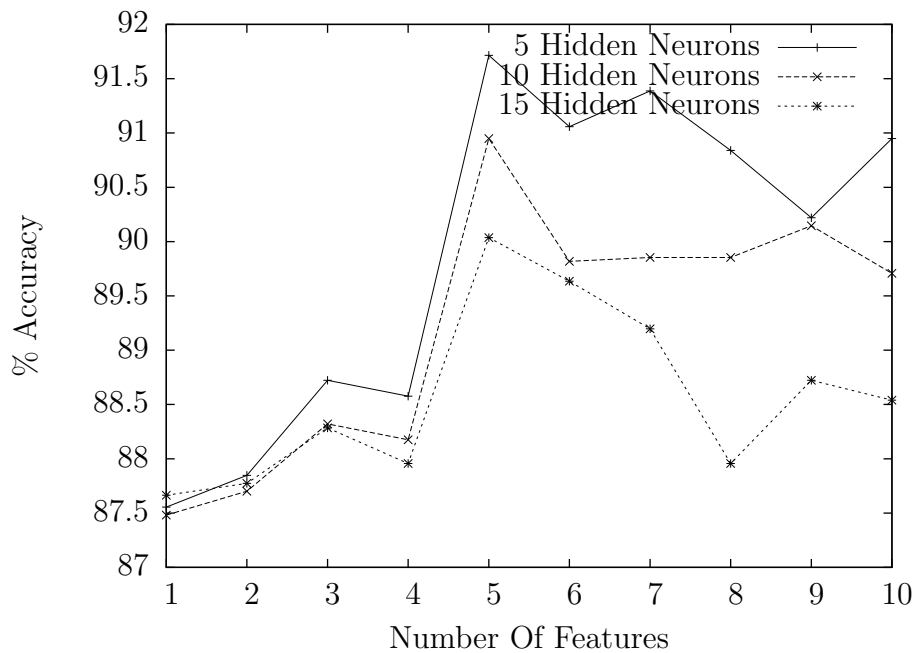 92
91.5
91
90.5
90
89.5
89
88.5
88
87.5
87
% Accuracy
5 Hidden Neurons
10 Hidden Neurons
15 Hidden Neurons
1 2 3 4 5 6 7 8 9 10
Number Of Features